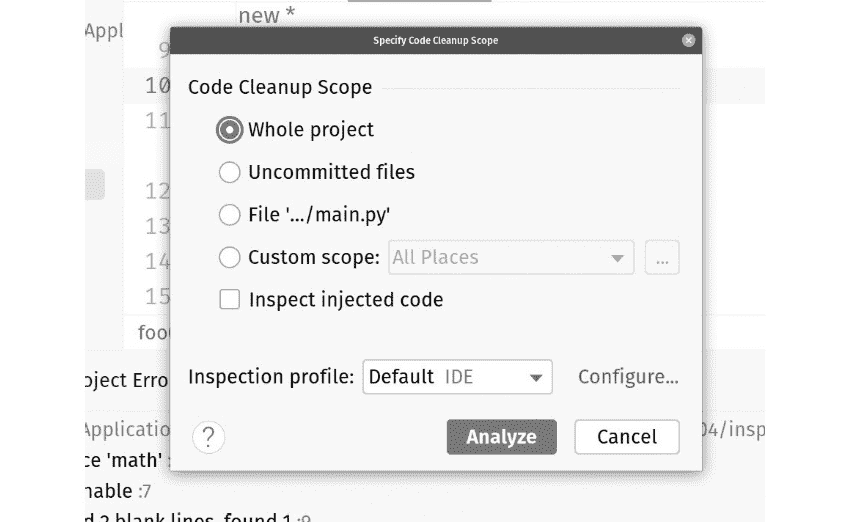 new *
Appl
9
Specify Code Cleanup Scope
10
Code Cleanup Scope
11
Whole project
Uncommitted files
12
File '.../main.py'
13
14
Custom scope: All Places ...
15
Inspect injected code
foo
oject Erro
Inspection profile: Default IDE Configure...
Applicatio
04/insp
?
Analyze
Cancel
ce 'math' :
nable :7
d 2 blank lines, found 1 :9